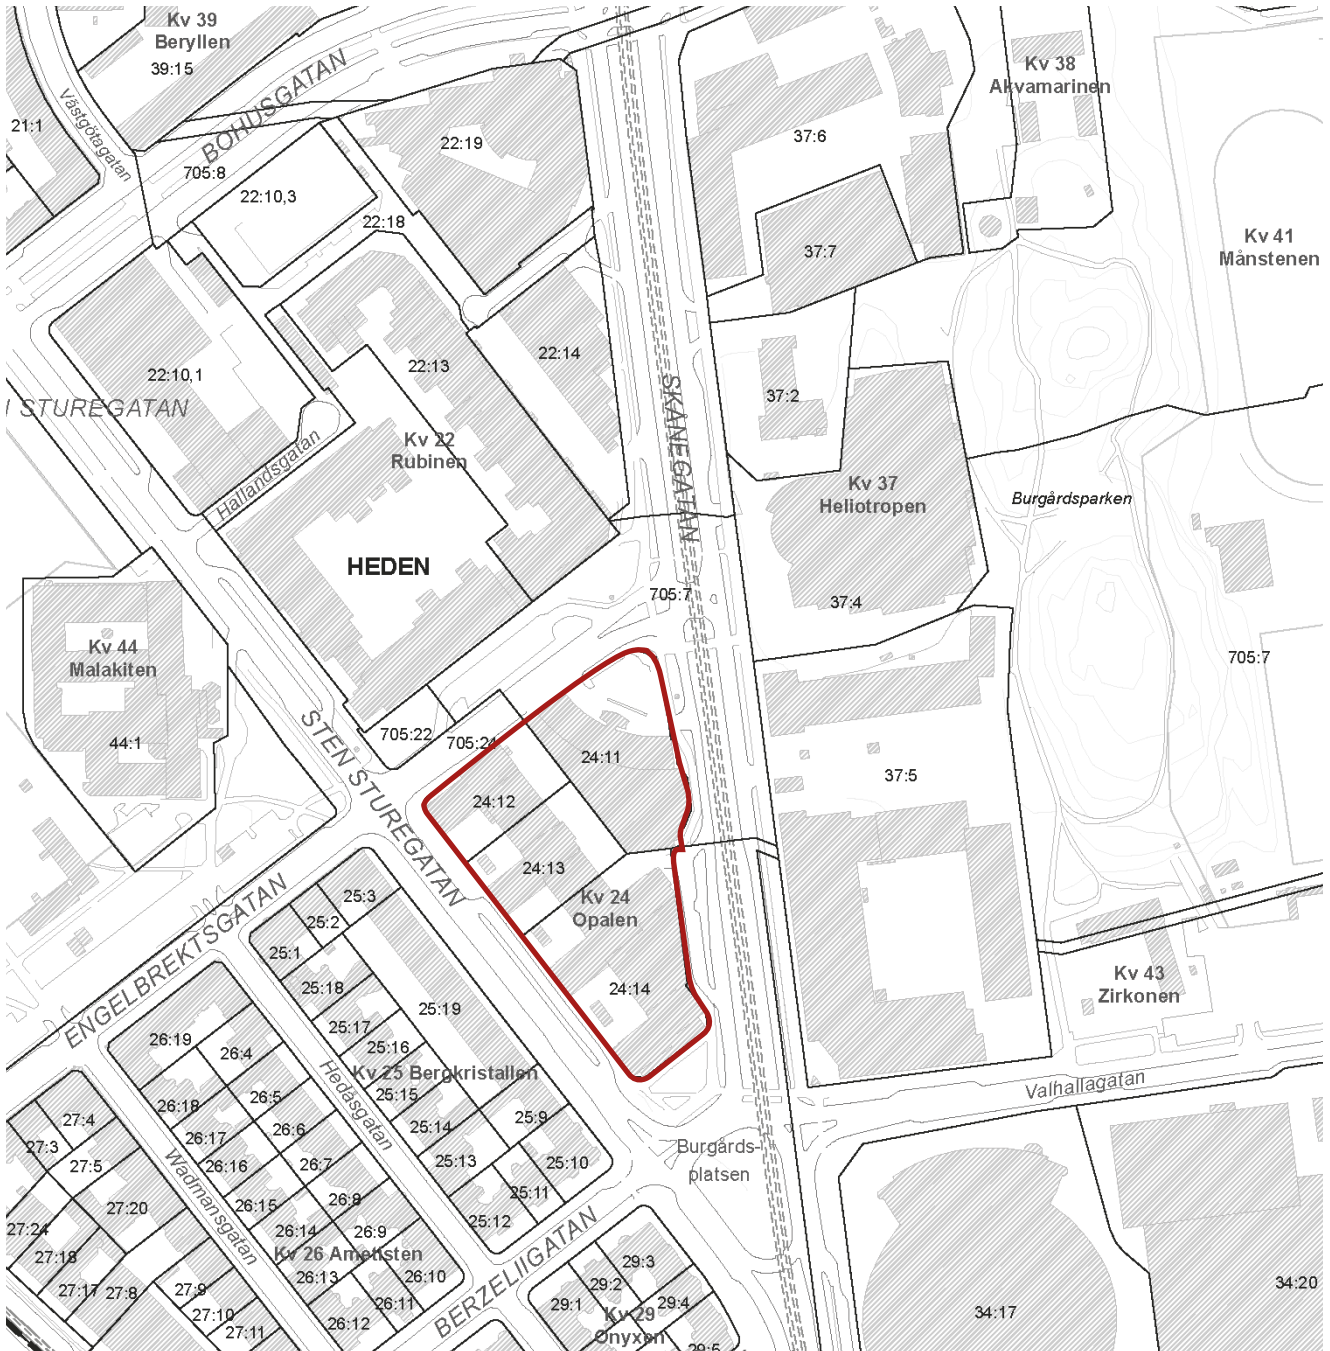 Kv 39
Beryllen
39:15
Västgötagatan
21:1
BOHUSGATAN
705:8
22:10,3
22:18
22:19
37:6
Kv 38
Akvamarinen
37:7
Kv 41
Månstenen
22:10,1
STUREGATAN
Hallandsgatan
22:13
22:14
Kv 22
Rubinen
SKÅNEGATAN
37:2
Kv 37
Heliotropen
Burgårdsparken
HEDEN
37:4
705:7
Kv 44
Malakiten
44:1
705:7
STEN STUREGATAN
705:22
705:21
24:11
24:12
24:13
Kv 24
Opalen
24:14
37:5
ENGELBREKTSGATAN
25:3
25:2
25:1
25:18
25:17
25:16
25:19
Kv 25 Bergkristallen
25:15
25:14
25:13
25:12
25:9
25:10
25:11
Hedåsgatan
Kv 43
Zirkonen
Valhallagatan
Burgårds-
platsen
26:19
26:4
26:18
26:5
26:17
26:6
26:16
26:7
26:15
26:8
26:14
26:9
Kv 26 Ametisten
26:13
26:10
26:11
26:12
Wadmansgatan
27:4
27:3
27:5
27:20
27:24
27:18
27:17
27:8
27:9
27:10
27:11
BERZELIIGATAN
29:3
29:2
29:1
29:4
Kv 29
Onyxen
29:5
34:17
34:20